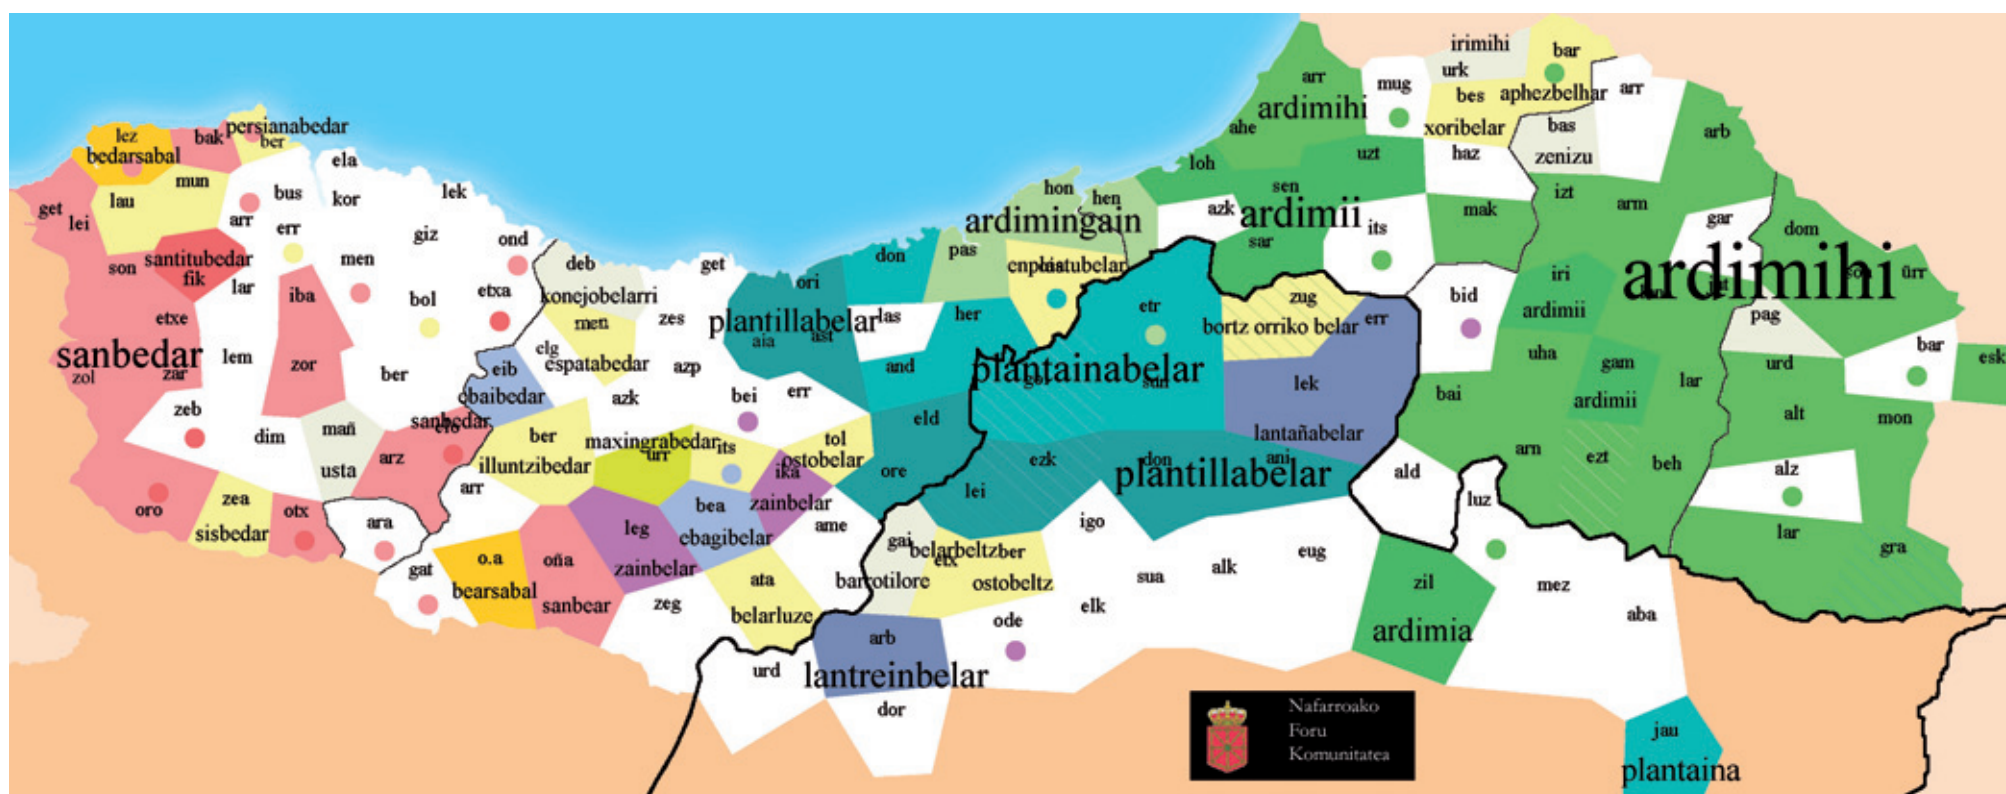 lez
bedarsabal
bak
persianabedar
ber
ela
mun
lau
bus
kor
lek
get
lei
arr
err
giz
ond
son
santitubedar
fik
lar
men
iba
bol
etxa
etxe
sanbedar
zol
zar
lem
zor
ber
zeb
dim
mañ
usta
sanbedar
arz
oro
zea
sisbedar
otx
ara
deb
konejobelarri
get
men
zes
elg
espatabedar
eib
ebaibedar
azp
azk
bei
err
ber
illuntzibedar
maxingrabedar
urr
its
tol
ostobelar
ika
zainbelar
arr
leg
zainbelar
bea
ebagibelar
ame
gat
o.a
bearsabal
oña
sanbear
zeg
ata
belarluze
ori
plantillabelar
aia
ast
don
las
her
and
eld
ore
hon
hen
ardimingain
pas
enplastubelar
arr
ardimihi
ahe
mug
loh
uzt
sen
azk
ardimii
sar
its
mak
irimihi
urk
bar
bes
aphezbelhar
xoribelar
haz
bas
zenizu
arr
arb
izt
arm
gar
dom
ardimihi
iri
ardimii
ürr
bid
pag
bar
esk
uha
gam
ardimii
lar
urd
bai
alt
mon
arn
ezt
beh
alz
lar
gra
etr
zug
bortz orriko belar
err
plantainabelar
lek
lantañabelar
ezk
don
ani
plantillabelar
lei
ald
luz
gai
belarbeltz
ber
etx
barrotilore
ostobeltz
igo
sua
alk
eug
elk
ode
zil
ardimia
mez
aba
urd
arb
lantreinbelar
dor
jau
plantaina
Nafarroako
Foru
Komunitatea